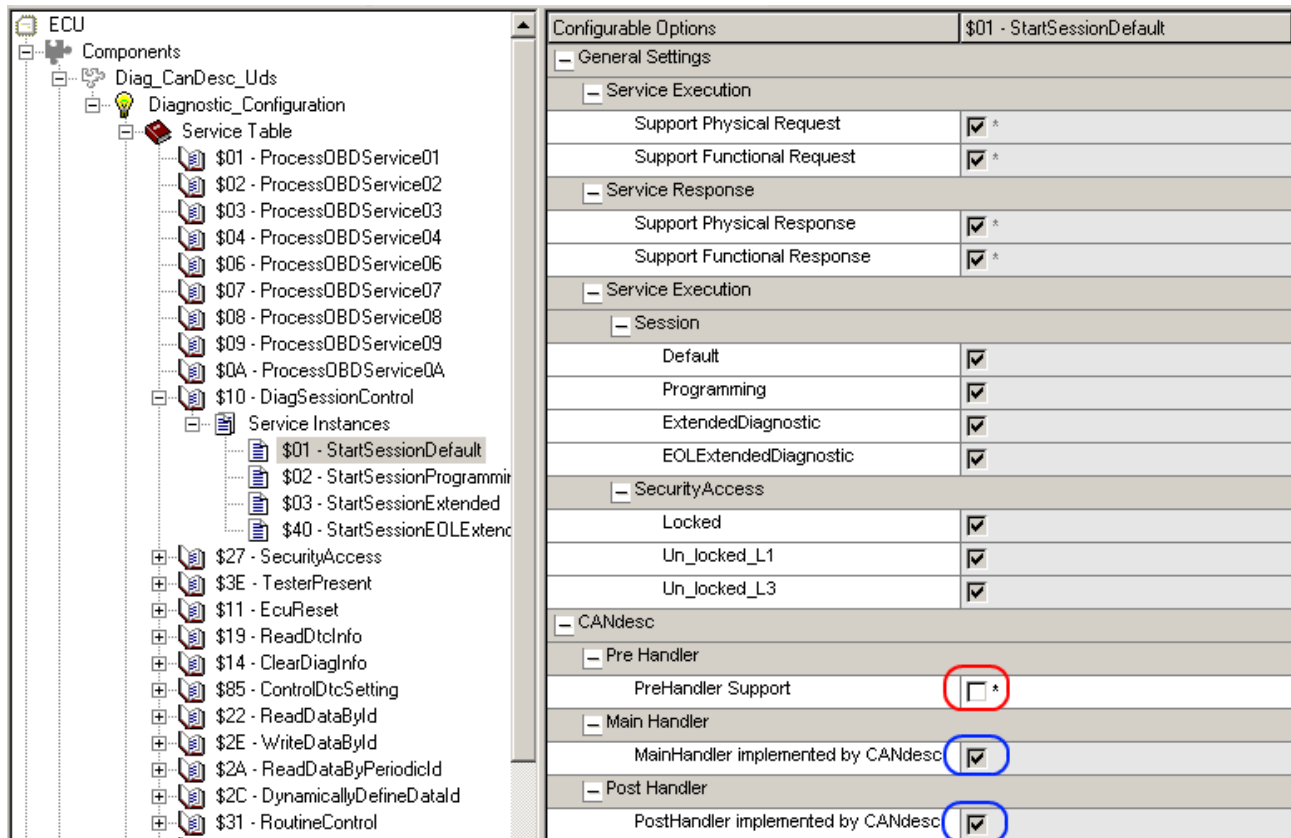 ECU
Components
Diag_CanDesc_Uds
Diagnostic_Configuration
Service Table
$01 - ProcessOBDService01
$02 - ProcessOBDService02
$03 - ProcessOBDService03
$04 - ProcessOBDService04
$06 - ProcessOBDService06
$07 - ProcessOBDService07
$08 - ProcessOBDService08
$09 - ProcessOBDService09
$0A - ProcessOBDService0A
$10 - DiagSessionControl
Service Instances
$01 - StartSessionDefault
$02 - StartSessionProgrammin
$03 - StartSessionExtended
$40 - StartSessionEOLExtend
$27 - SecurityAccess
$3E - TesterPresent
$11 - EcuReset
$19 - ReadDtcInfo
$14 - ClearDiagInfo
$85 - ControlDtcSetting
$22 - ReadDataById
$2E - WriteDataById
$2A - ReadDataByPeriodicId
$2C - DynamicallyDefineDataId
$31 - RoutineControl
Configurable Options $01 - StartSessionDefault
General Settings
Service Execution
Support Physical Request *
Support Functional Request *
Service Response
Support Physical Response *
Support Functional Response *
Service Execution
Session
Default
Programming
ExtendedDiagnostic
EOLExtendedDiagnostic
SecurityAccess
Locked
Un_locked_L1
Un_locked_L3
CANdesc
Pre Handler
PreHandler Support *
Main Handler
MainHandler implemented by CANdesc
Post Handler
PostHandler implemented by CANdesc